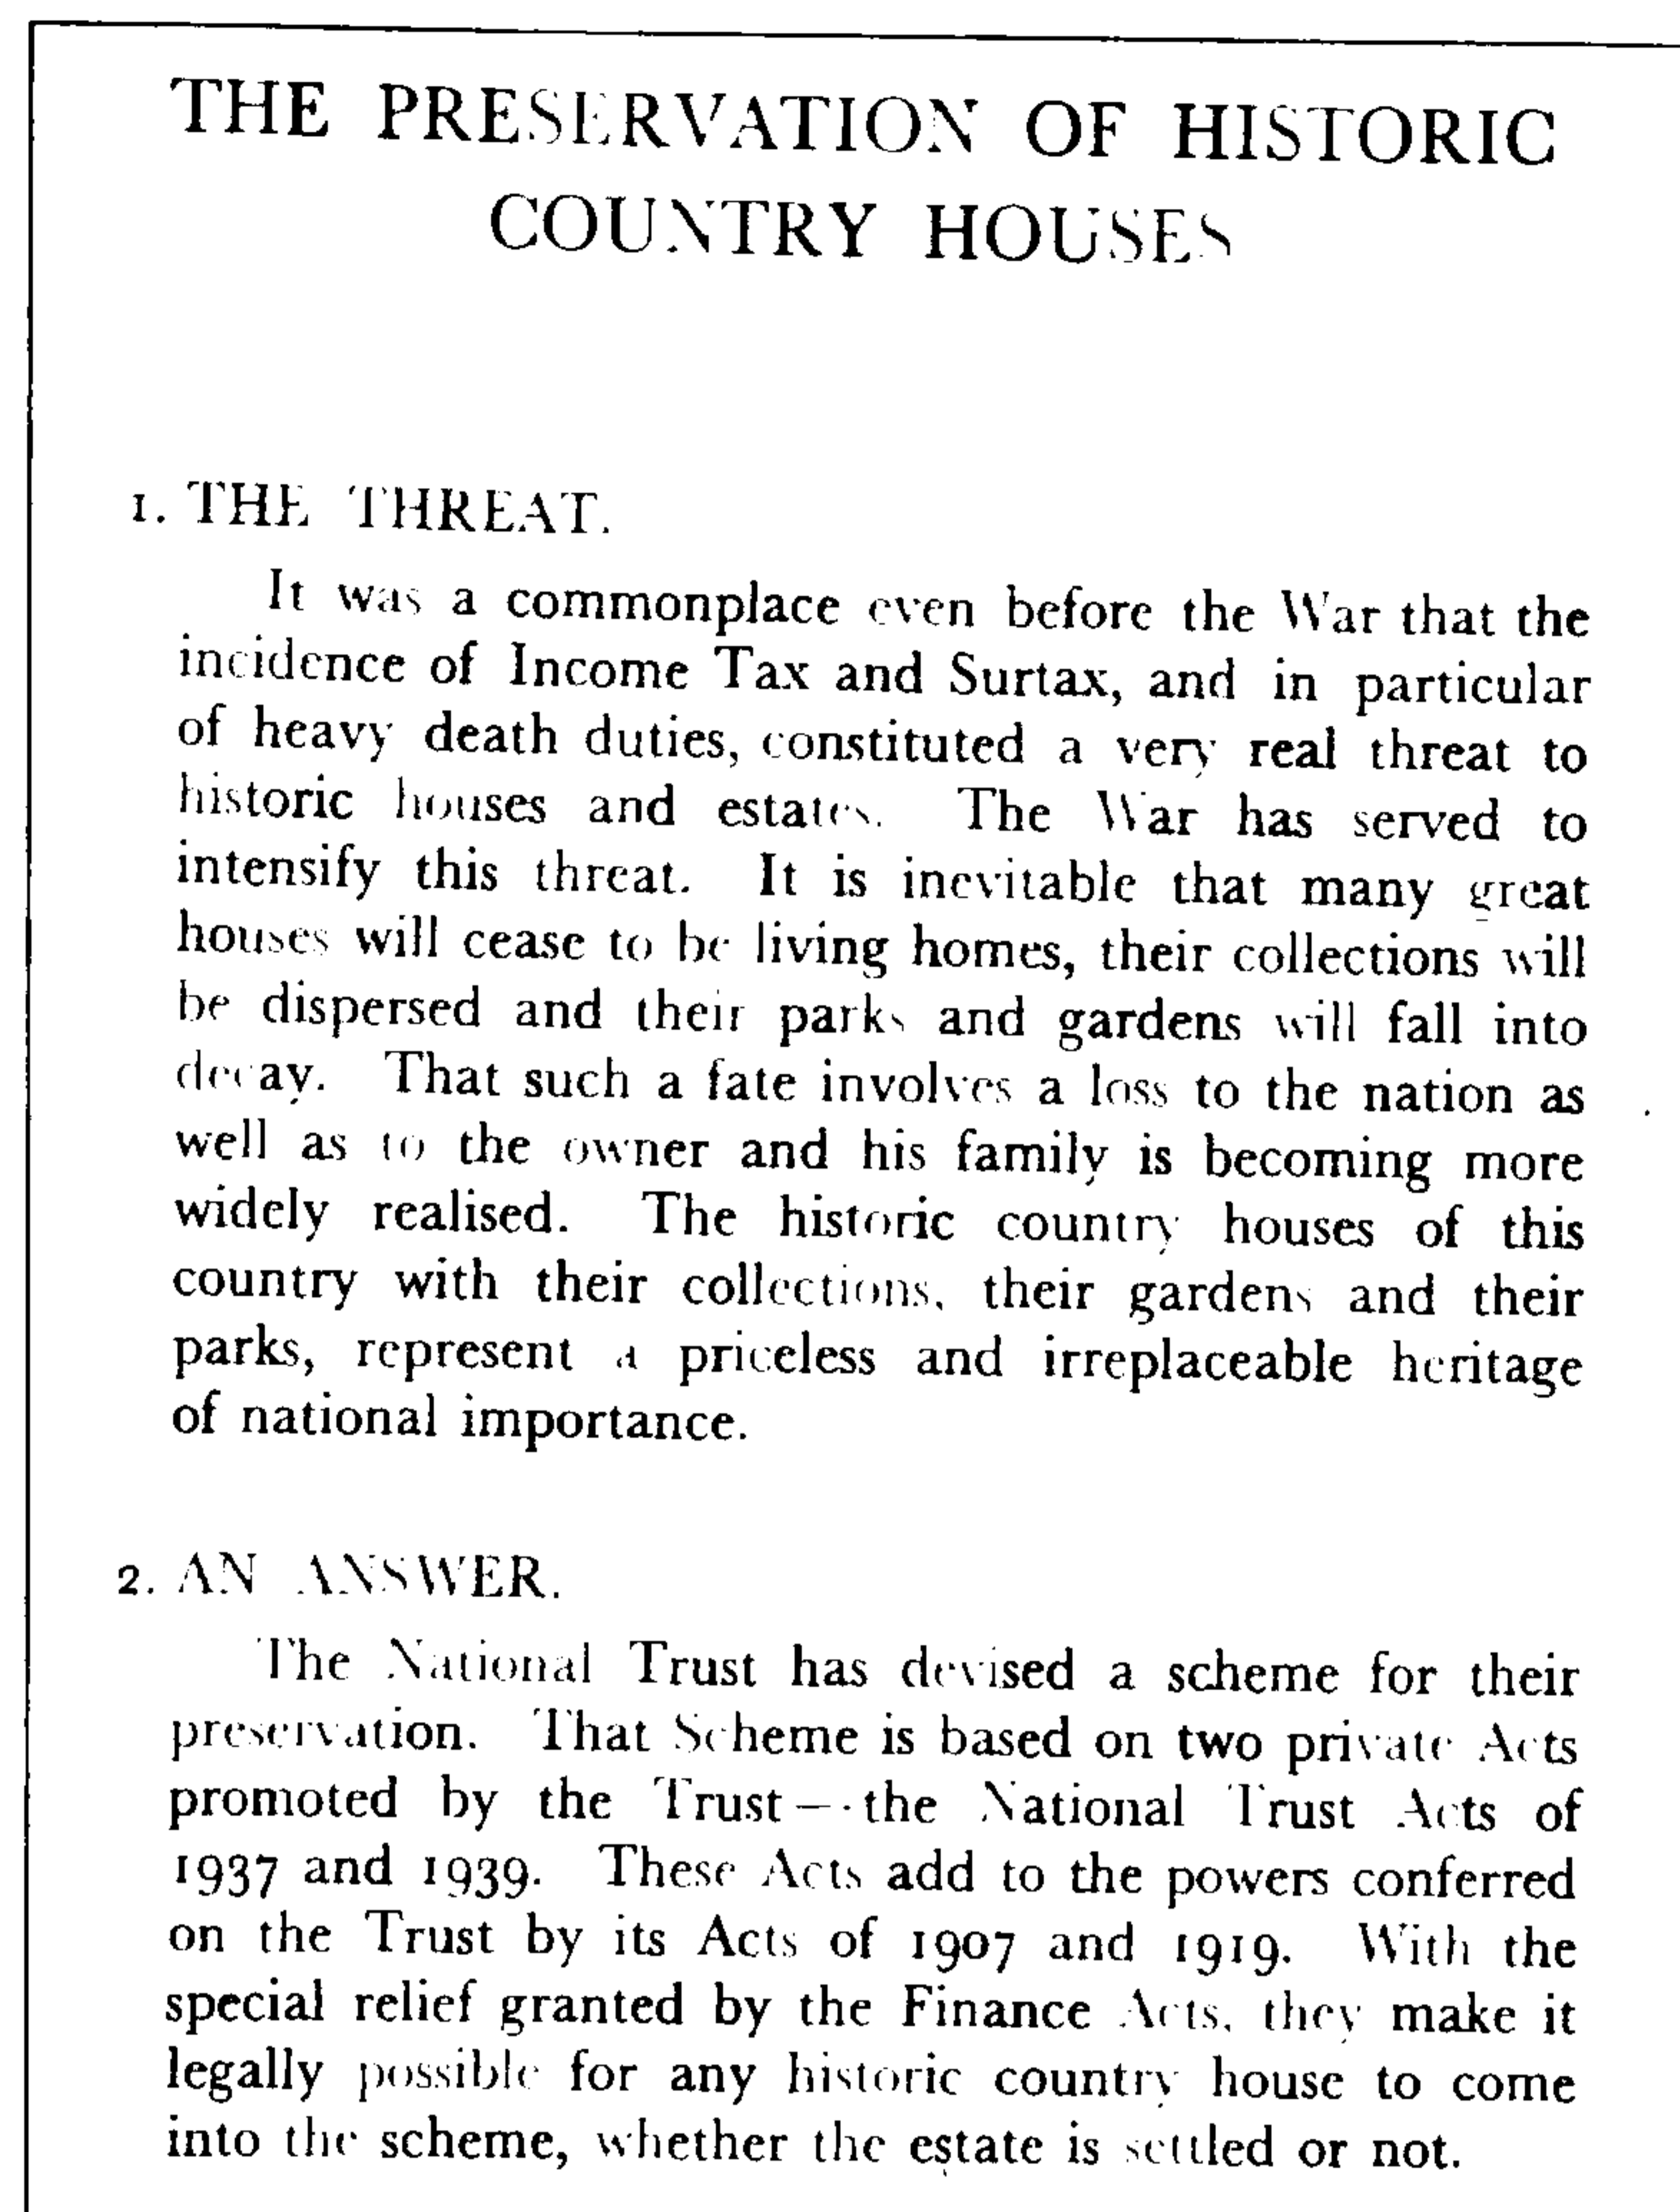 THE PRESERVATION OF HISTORIC
COUNTRY HOUSES
1. THE THREAT.
It was a commonplace even before the War that the
incidence of Income Tax and Surtax, and in particular
of heavy death duties, constituted a very real threat to
historic houses and estates. The War has served to
intensify this threat. It is inevitable that many great
houses will cease to be living homes, their collections will
be dispersed and their parks and gardens will fall into
decay. That such a fate involves a loss to the nation as
well as to the owner and his family is becoming more
widely realised. The historic country houses of this
country with their collections, their gardens and their
parks, represent a priceless and irreplaceable heritage
of national importance.
2. AN ANSWER.
The National Trust has devised a scheme for their
preservation. That Scheme is based on two private Acts
promoted by the Trust—the National Trust Acts of
1937 and 1939. These Acts add to the powers conferred
on the Trust by its Acts of 1907 and 1919. With the
special relief granted by the Finance Acts, they make it
legally possible for any historic country house to come
into the scheme, whether the estate is settled or not.